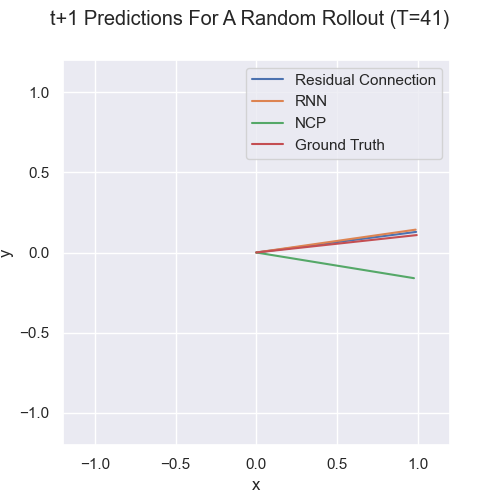 t+1 Predictions For A Random Rollout (T=41)
Residual Connection
RNN
NCP
Ground Truth
1.0
0.5
0.0
−0.5
−1.0
y
−1.0 −0.5 0.0 0.5 1.0
x